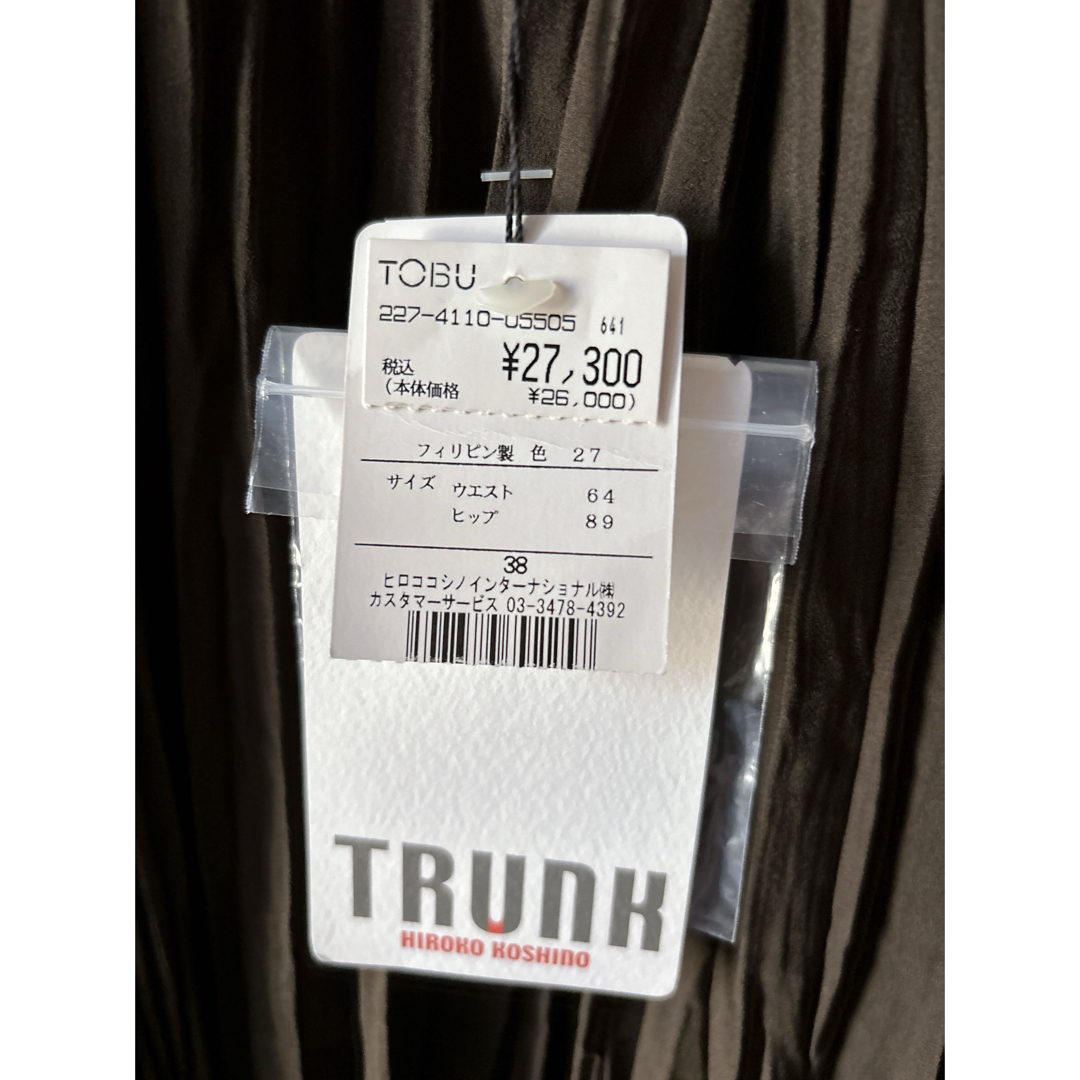 TOBU
227-4110-05505 641
税込 ¥27,300
(本体価格 ¥26,000)
フィリピン製 色 27
サイズ ウエスト 64
ヒップ 89
38
ヒロココシノインターナショナル㈱
カスタマーサービス 03-3478-4392
TRUNK
HIROKO KOSHINO